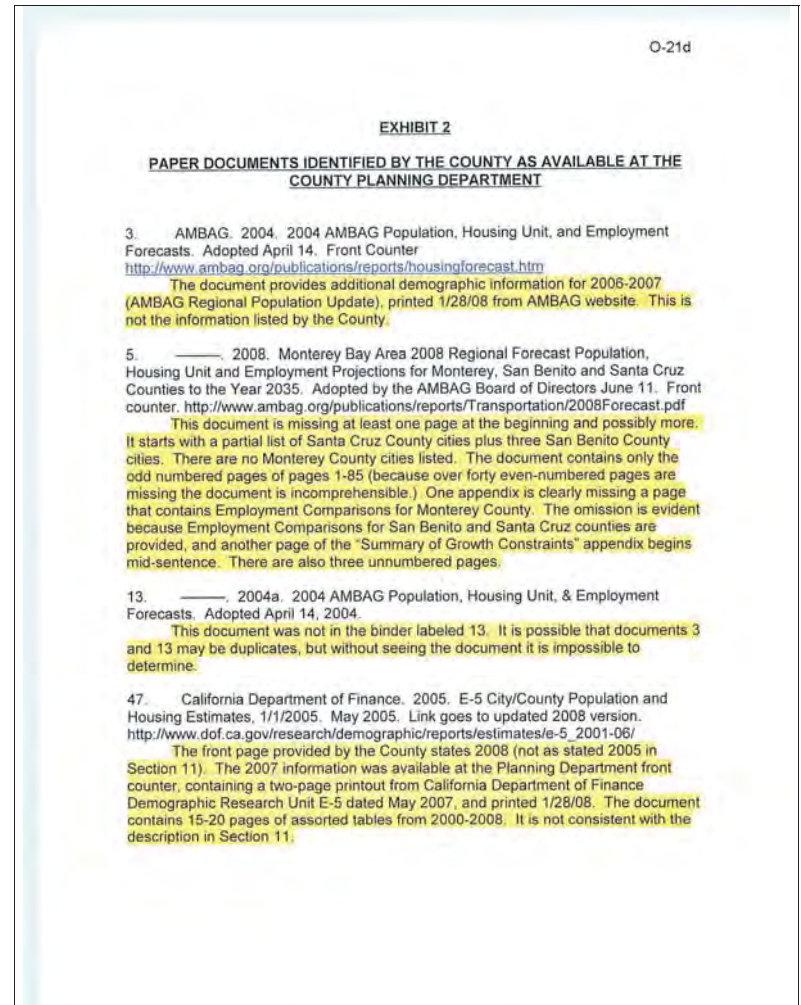 O-21d
EXHIBIT 2
PAPER DOCUMENTS IDENTIFIED BY THE COUNTY AS AVAILABLE AT THE
COUNTY PLANNING DEPARTMENT
3. AMBAG. 2004. 2004 AMBAG Population, Housing Unit, and Employment
Forecasts. Adopted April 14. Front Counter
http://www.ambag.org/publications/reports/housingforecast.htm
The document provides additional demographic information for 2006-2007
(AMBAG Regional Population Update), printed 1/28/08 from AMBAG website. This is
not the information listed by the County.
5. ———. 2008. Monterey Bay Area 2008 Regional Forecast Population,
Housing Unit and Employment Projections for Monterey, San Benito and Santa Cruz
Counties to the Year 2035. Adopted by the AMBAG Board of Directors June 11. Front
counter. http://www.ambag.org/publications/reports/Transportation/2008Forecast.pdf
This document is missing at least one page at the beginning and possibly more.
It starts with a partial list of Santa Cruz County cities plus three San Benito County
cities. There are no Monterey County cities listed. The document contains only the
odd numbered pages of pages 1-85 (because over forty even-numbered pages are
missing the document is incomprehensible.) One appendix is clearly missing a page
that contains Employment Comparisons for Monterey County. The omission is evident
because Employment Comparisons for San Benito and Santa Cruz counties are
provided, and another page of the “Summary of Growth Constraints” appendix begins
mid-sentence. There are also three unnumbered pages.
13. ———. 2004a. 2004 AMBAG Population, Housing Unit, & Employment
Forecasts. Adopted April 14, 2004.
This document was not in the binder labeled 13. It is possible that documents 3
and 13 may be duplicates, but without seeing the document it is impossible to
determine.
47. California Department of Finance. 2005. E-5 City/County Population and
Housing Estimates, 1/1/2005. May 2005. Link goes to updated 2008 version.
http://www.dof.ca.gov/research/demographic/reports/estimates/e-5_2001-06/
The front page provided by the County states 2008 (not as stated 2005 in
Section 11). The 2007 information was available at the Planning Department front
counter, containing a two-page printout from California Department of Finance
Demographic Research Unit E-5 dated May 2007, and printed 1/28/08. The document
contains 15-20 pages of assorted tables from 2000-2008. It is not consistent with the
description in Section 11.